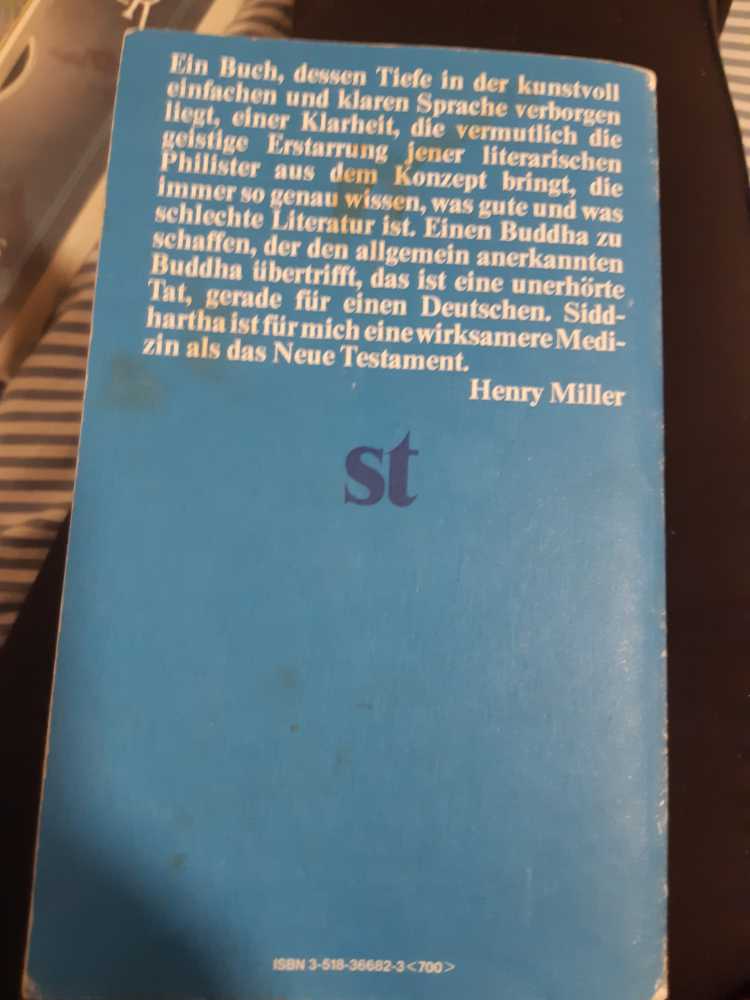 Ein Buch, dessen Tiefe in der kunstvoll
einfachen und klaren Sprache verborgen
liegt, einer Klarheit, die vermutlich die
geistige Erstarrung jener literarischen
Philister aus dem Konzept bringt, die
immer so genau wissen, was gute und was
schlechte Literatur ist. Einen Buddha zu
schaffen, der den allgemein anerkannten
Buddha übertrifft, das ist eine unerhörte
Tat, gerade für einen Deutschen. Sidd-
hartha ist für mich eine wirksamere Medi-
zin als das Neue Testament.
Henry Miller
st
ISBN 3-518-36682-3 <700>